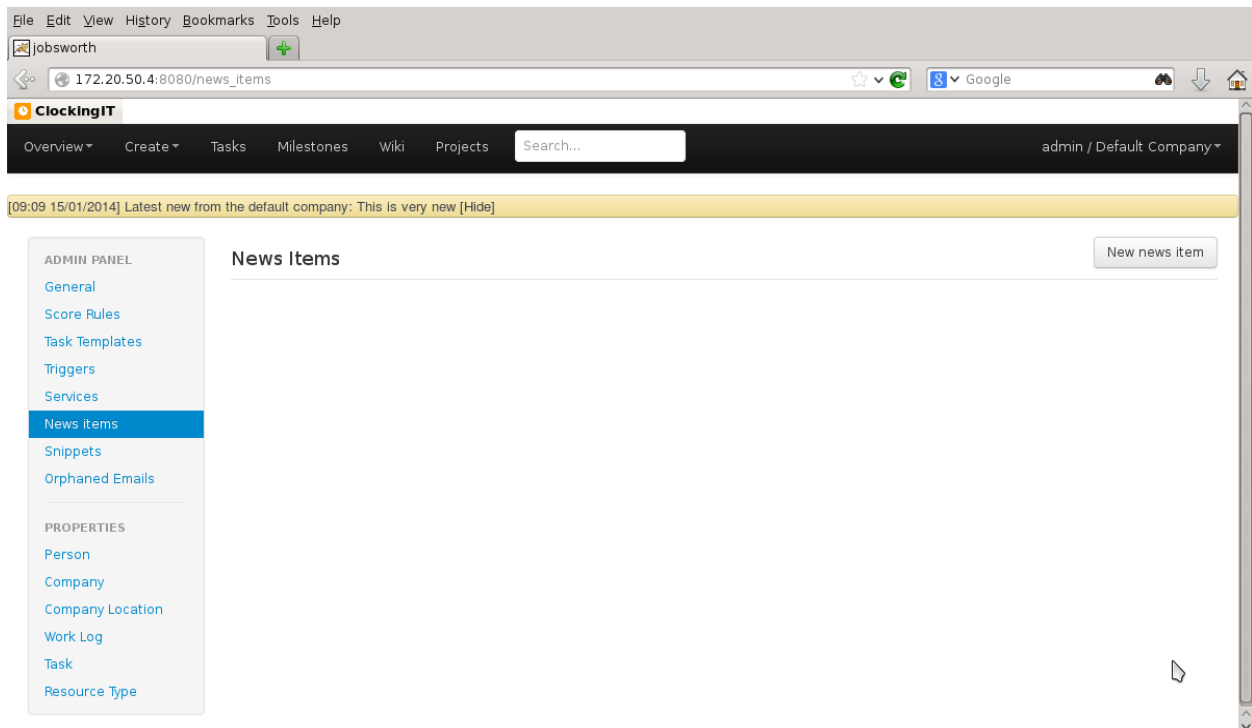 File Edit View History Bookmarks Tools Help
jobsworth
172.20.50.4:8080/news_items
8 Google
ClockingIT
Overview Create Tasks Milestones Wiki Projects Search... admin / Default Company
[09:09 15/01/2014] Latest new from the default company: This is very new [Hide]
ADMIN PANEL
General
Score Rules
Task Templates
Triggers
Services
News items
Snippets
Orphaned Emails
PROPERTIES
Person
Company
Company Location
Work Log
Task
Resource Type
News Items
New news item